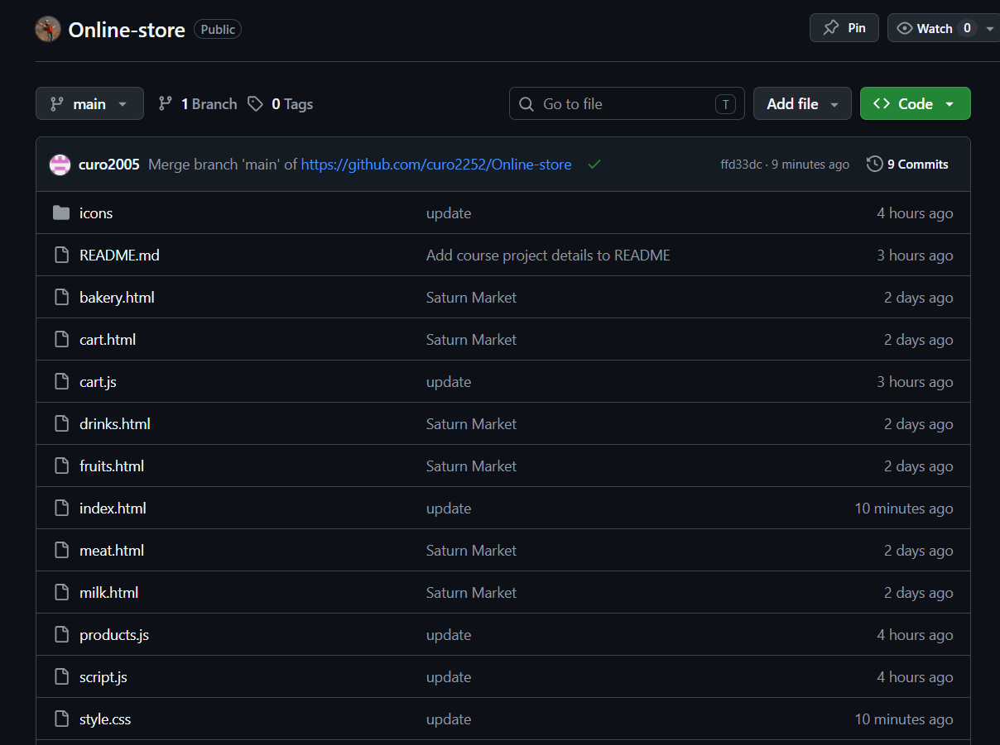 Online-store Public Pin Watch 0
main 1 Branch 0 Tags Go to file T Add file Code
curo2005 Merge branch 'main' of https://github.com/curo2252/Online-store ffd33dc · 9 minutes ago 9 Commits
icons update 4 hours ago
README.md Add course project details to README 3 hours ago
bakery.html Saturn Market 2 days ago
cart.html Saturn Market 2 days ago
cart.js update 3 hours ago
drinks.html Saturn Market 2 days ago
fruits.html Saturn Market 2 days ago
index.html update 10 minutes ago
meat.html Saturn Market 2 days ago
milk.html Saturn Market 2 days ago
products.js update 4 hours ago
script.js update 4 hours ago
style.css update 10 minutes ago